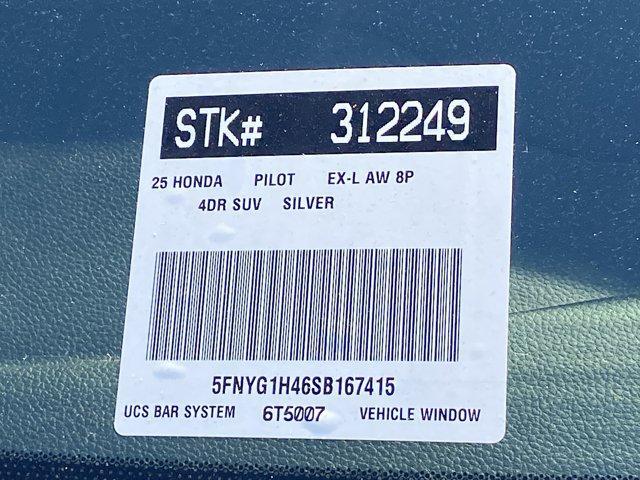 STK# 312249
25 HONDA PILOT EX-L AW 8P
4DR SUV SILVER
5FNYG1H46SB167415
UCS BAR SYSTEM 6T5007 VEHICLE WINDOW